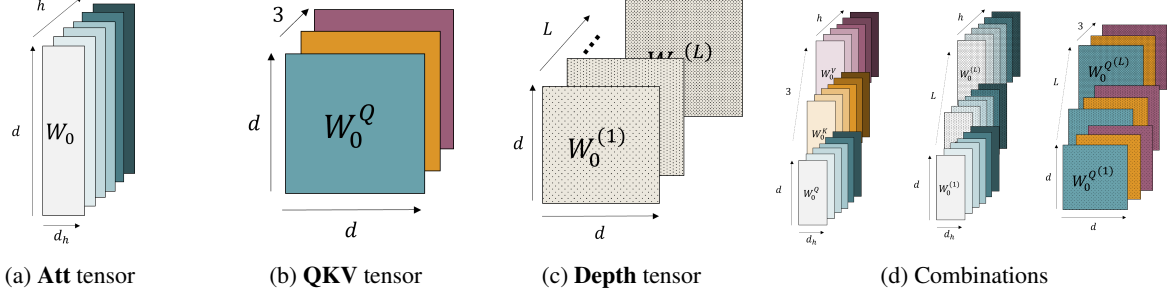 h
d
W_0
d_h
(a) Att tensor
3
d
W_0^Q
d
(b) QKV tensor
L
W_0^(L)
d
W_0^(1)
d
(c) Depth tensor
h
3
W_0^V
W_0^K
d
W_0^Q
d_h
h
L
W_0^(L)
d
W_0^(1)
d_h
3
L
W_0^Q^(L)
d
W_0^Q^(1)
d
(d) Combinations